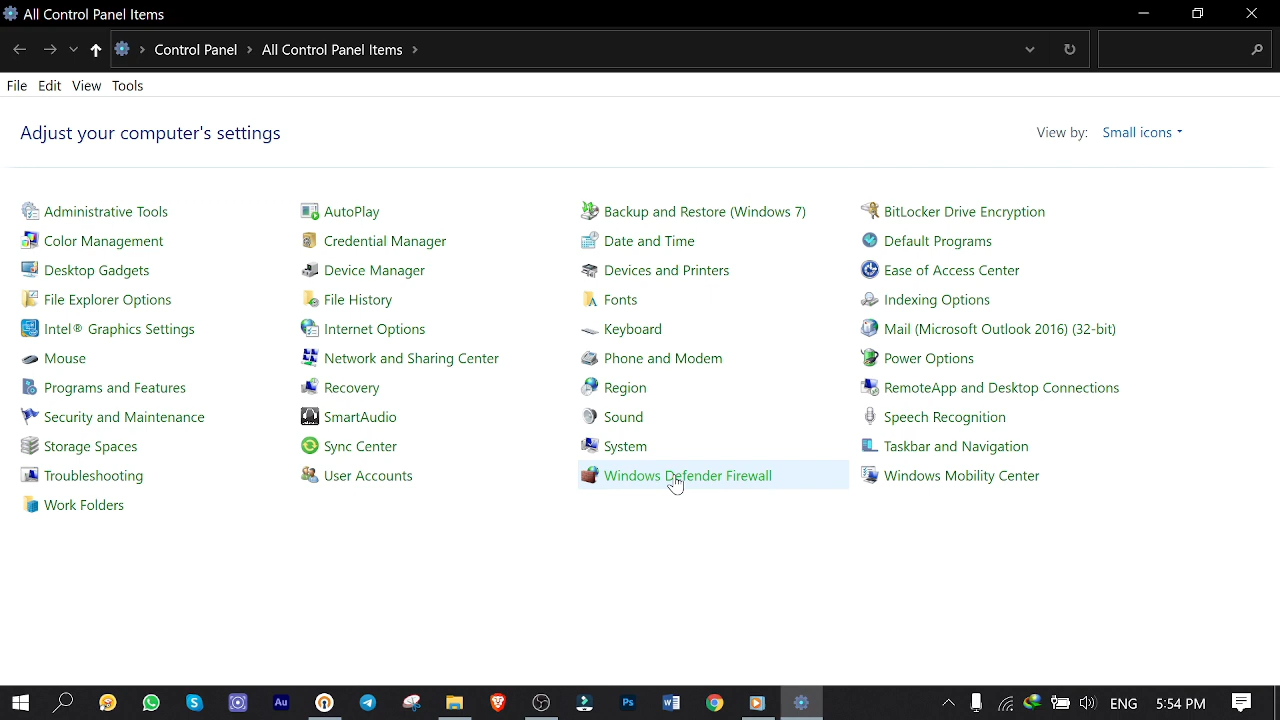 All Control Panel Items
Control Panel > All Control Panel Items >
File Edit View Tools
Adjust your computer's settings
View by: Small icons
Administrative Tools AutoPlay Backup and Restore (Windows 7) BitLocker Drive Encryption
Color Management Credential Manager Date and Time Default Programs
Desktop Gadgets Device Manager Devices and Printers Ease of Access Center
File Explorer Options File History Fonts Indexing Options
Intel® Graphics Settings Internet Options Keyboard Mail (Microsoft Outlook 2016) (32-bit)
Mouse Network and Sharing Center Phone and Modem Power Options
Programs and Features Recovery Region RemoteApp and Desktop Connections
Security and Maintenance SmartAudio Sound Speech Recognition
Storage Spaces Sync Center System Taskbar and Navigation
Troubleshooting User Accounts Windows Defender Firewall Windows Mobility Center
Work Folders
Au Ps ENG 5:54 PM